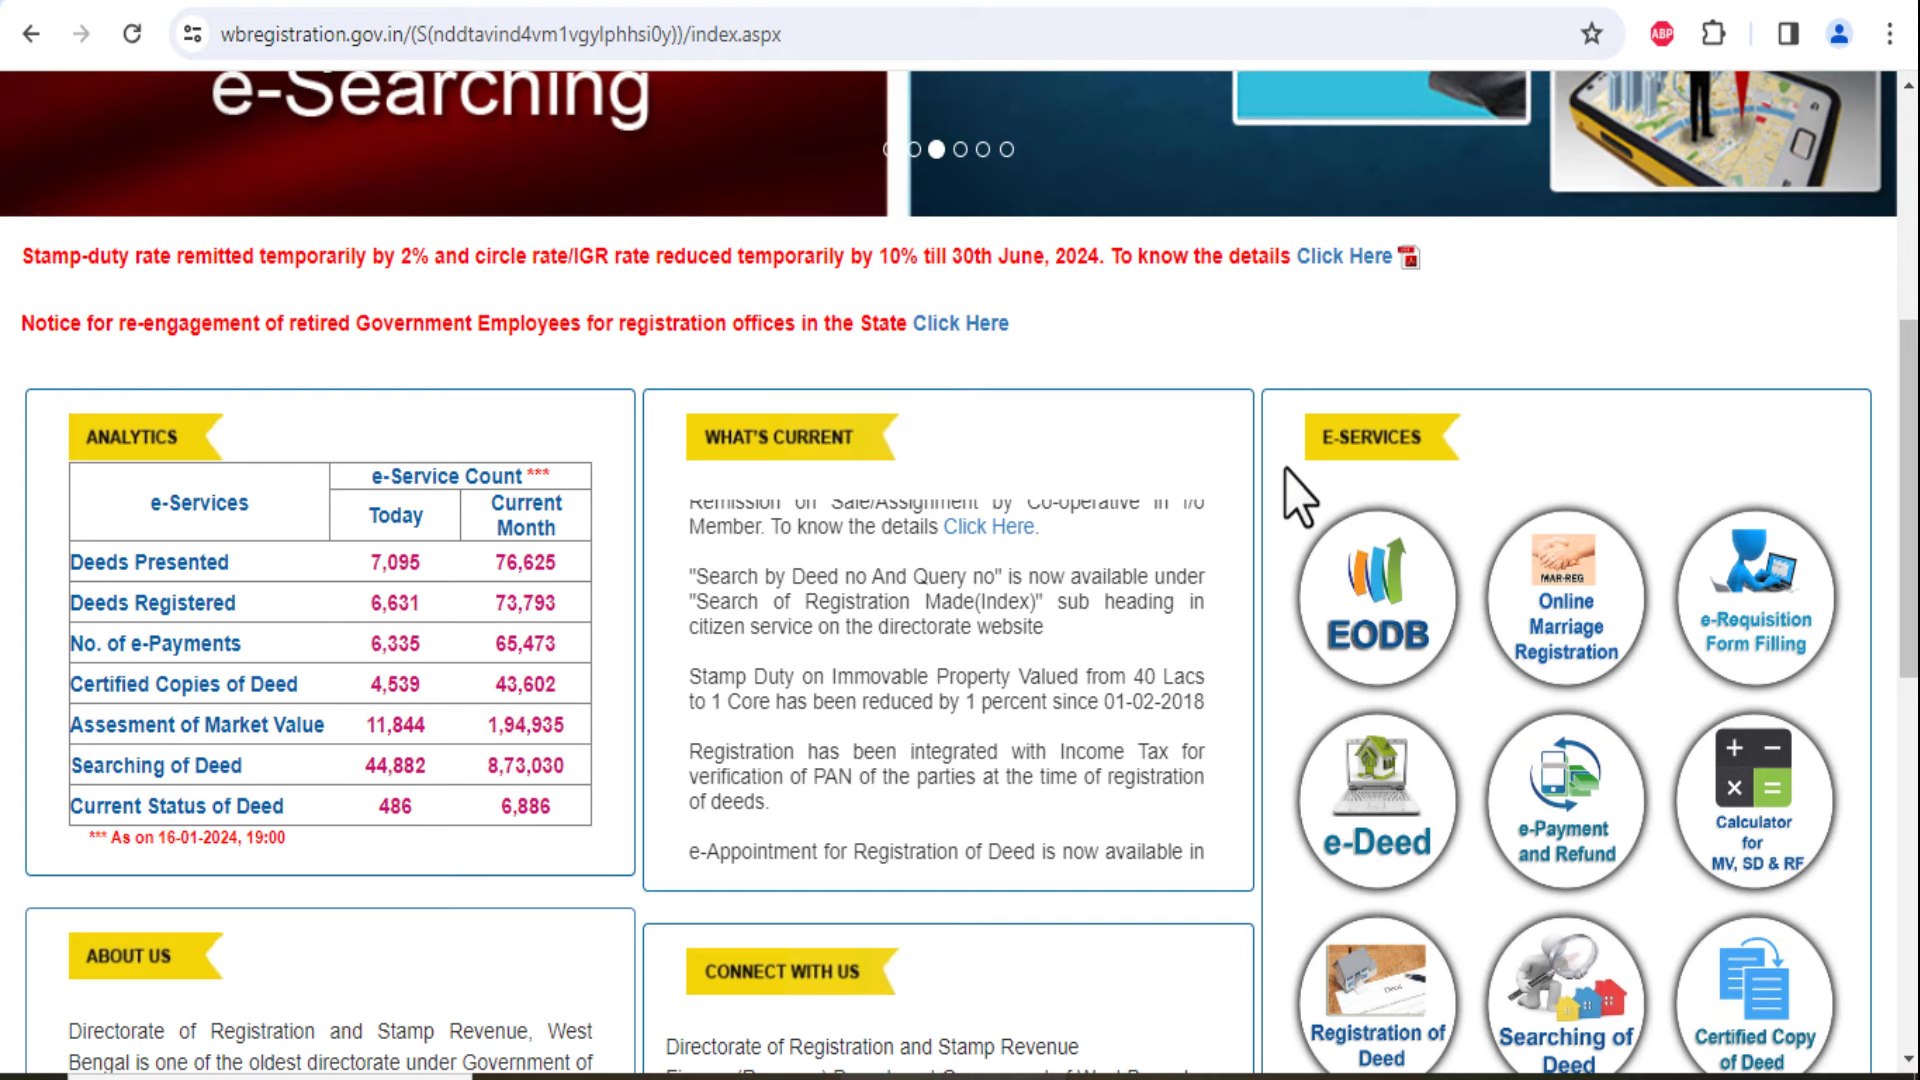 wbregistration.gov.in/(S(nddtavind4vm1vgylphhsi0y))/index.aspx
ABP
e-Searching
Stamp-duty rate remitted temporarily by 2% and circle rate/IGR rate reduced temporarily by 10% till 30th June, 2024. To know the details Click Here
Notice for re-engagement of retired Government Employees for registration offices in the State Click Here
ANALYTICS
e-Services
e-Service Count ***
Today
Current
Month
Deeds Presented 7,095 76,625
Deeds Registered 6,631 73,793
No. of e-Payments 6,335 65,473
Certified Copies of Deed 4,539 43,602
Assesment of Market Value 11,844 1,94,935
Searching of Deed 44,882 8,73,030
Current Status of Deed 486 6,886
*** As on 16-01-2024, 19:00
WHAT'S CURRENT
Remission on Sale/Assignment by Co-operative in f/o
Member. To know the details Click Here.
"Search by Deed no And Query no" is now available under
"Search of Registration Made(Index)" sub heading in
citizen service on the directorate website
Stamp Duty on Immovable Property Valued from 40 Lacs
to 1 Core has been reduced by 1 percent since 01-02-2018
Registration has been integrated with Income Tax for
verification of PAN of the parties at the time of registration
of deeds.
e-Appointment for Registration of Deed is now available in
E-SERVICES
EODB
MAR-REG
Online
Marriage
Registration
e-Requisition
Form Filling
e-Deed
e-Payment
and Refund
+ −
× =
Calculator
for
MV, SD & RF
Deed
Registration of
Deed
Searching of
Deed
Certified Copy
of Deed
ABOUT US
Directorate of Registration and Stamp Revenue, West
Bengal is one of the oldest directorate under Government of
CONNECT WITH US
Directorate of Registration and Stamp Revenue